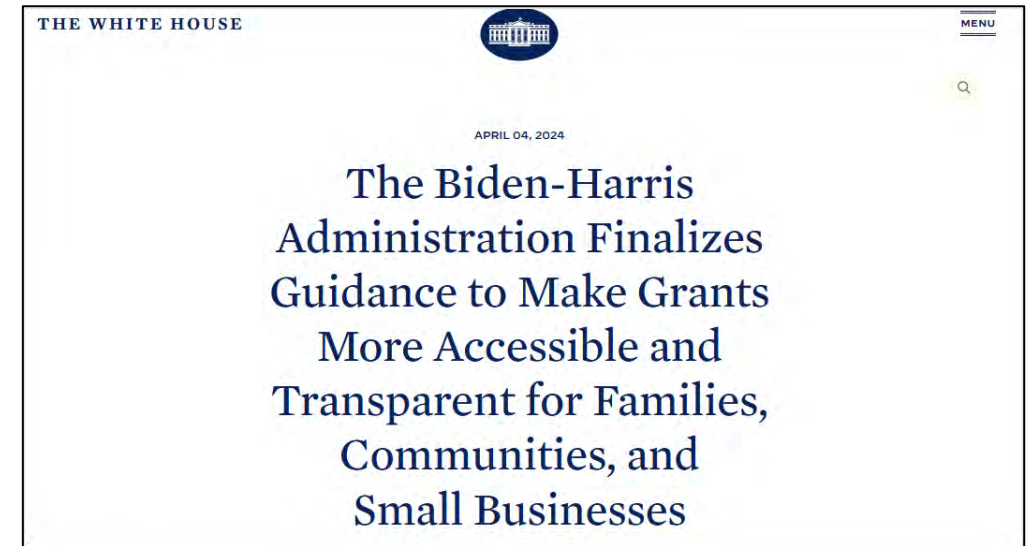 THE WHITE HOUSE
MENU
APRIL 04, 2024
The Biden-Harris
Administration Finalizes
Guidance to Make Grants
More Accessible and
Transparent for Families,
Communities, and
Small Businesses